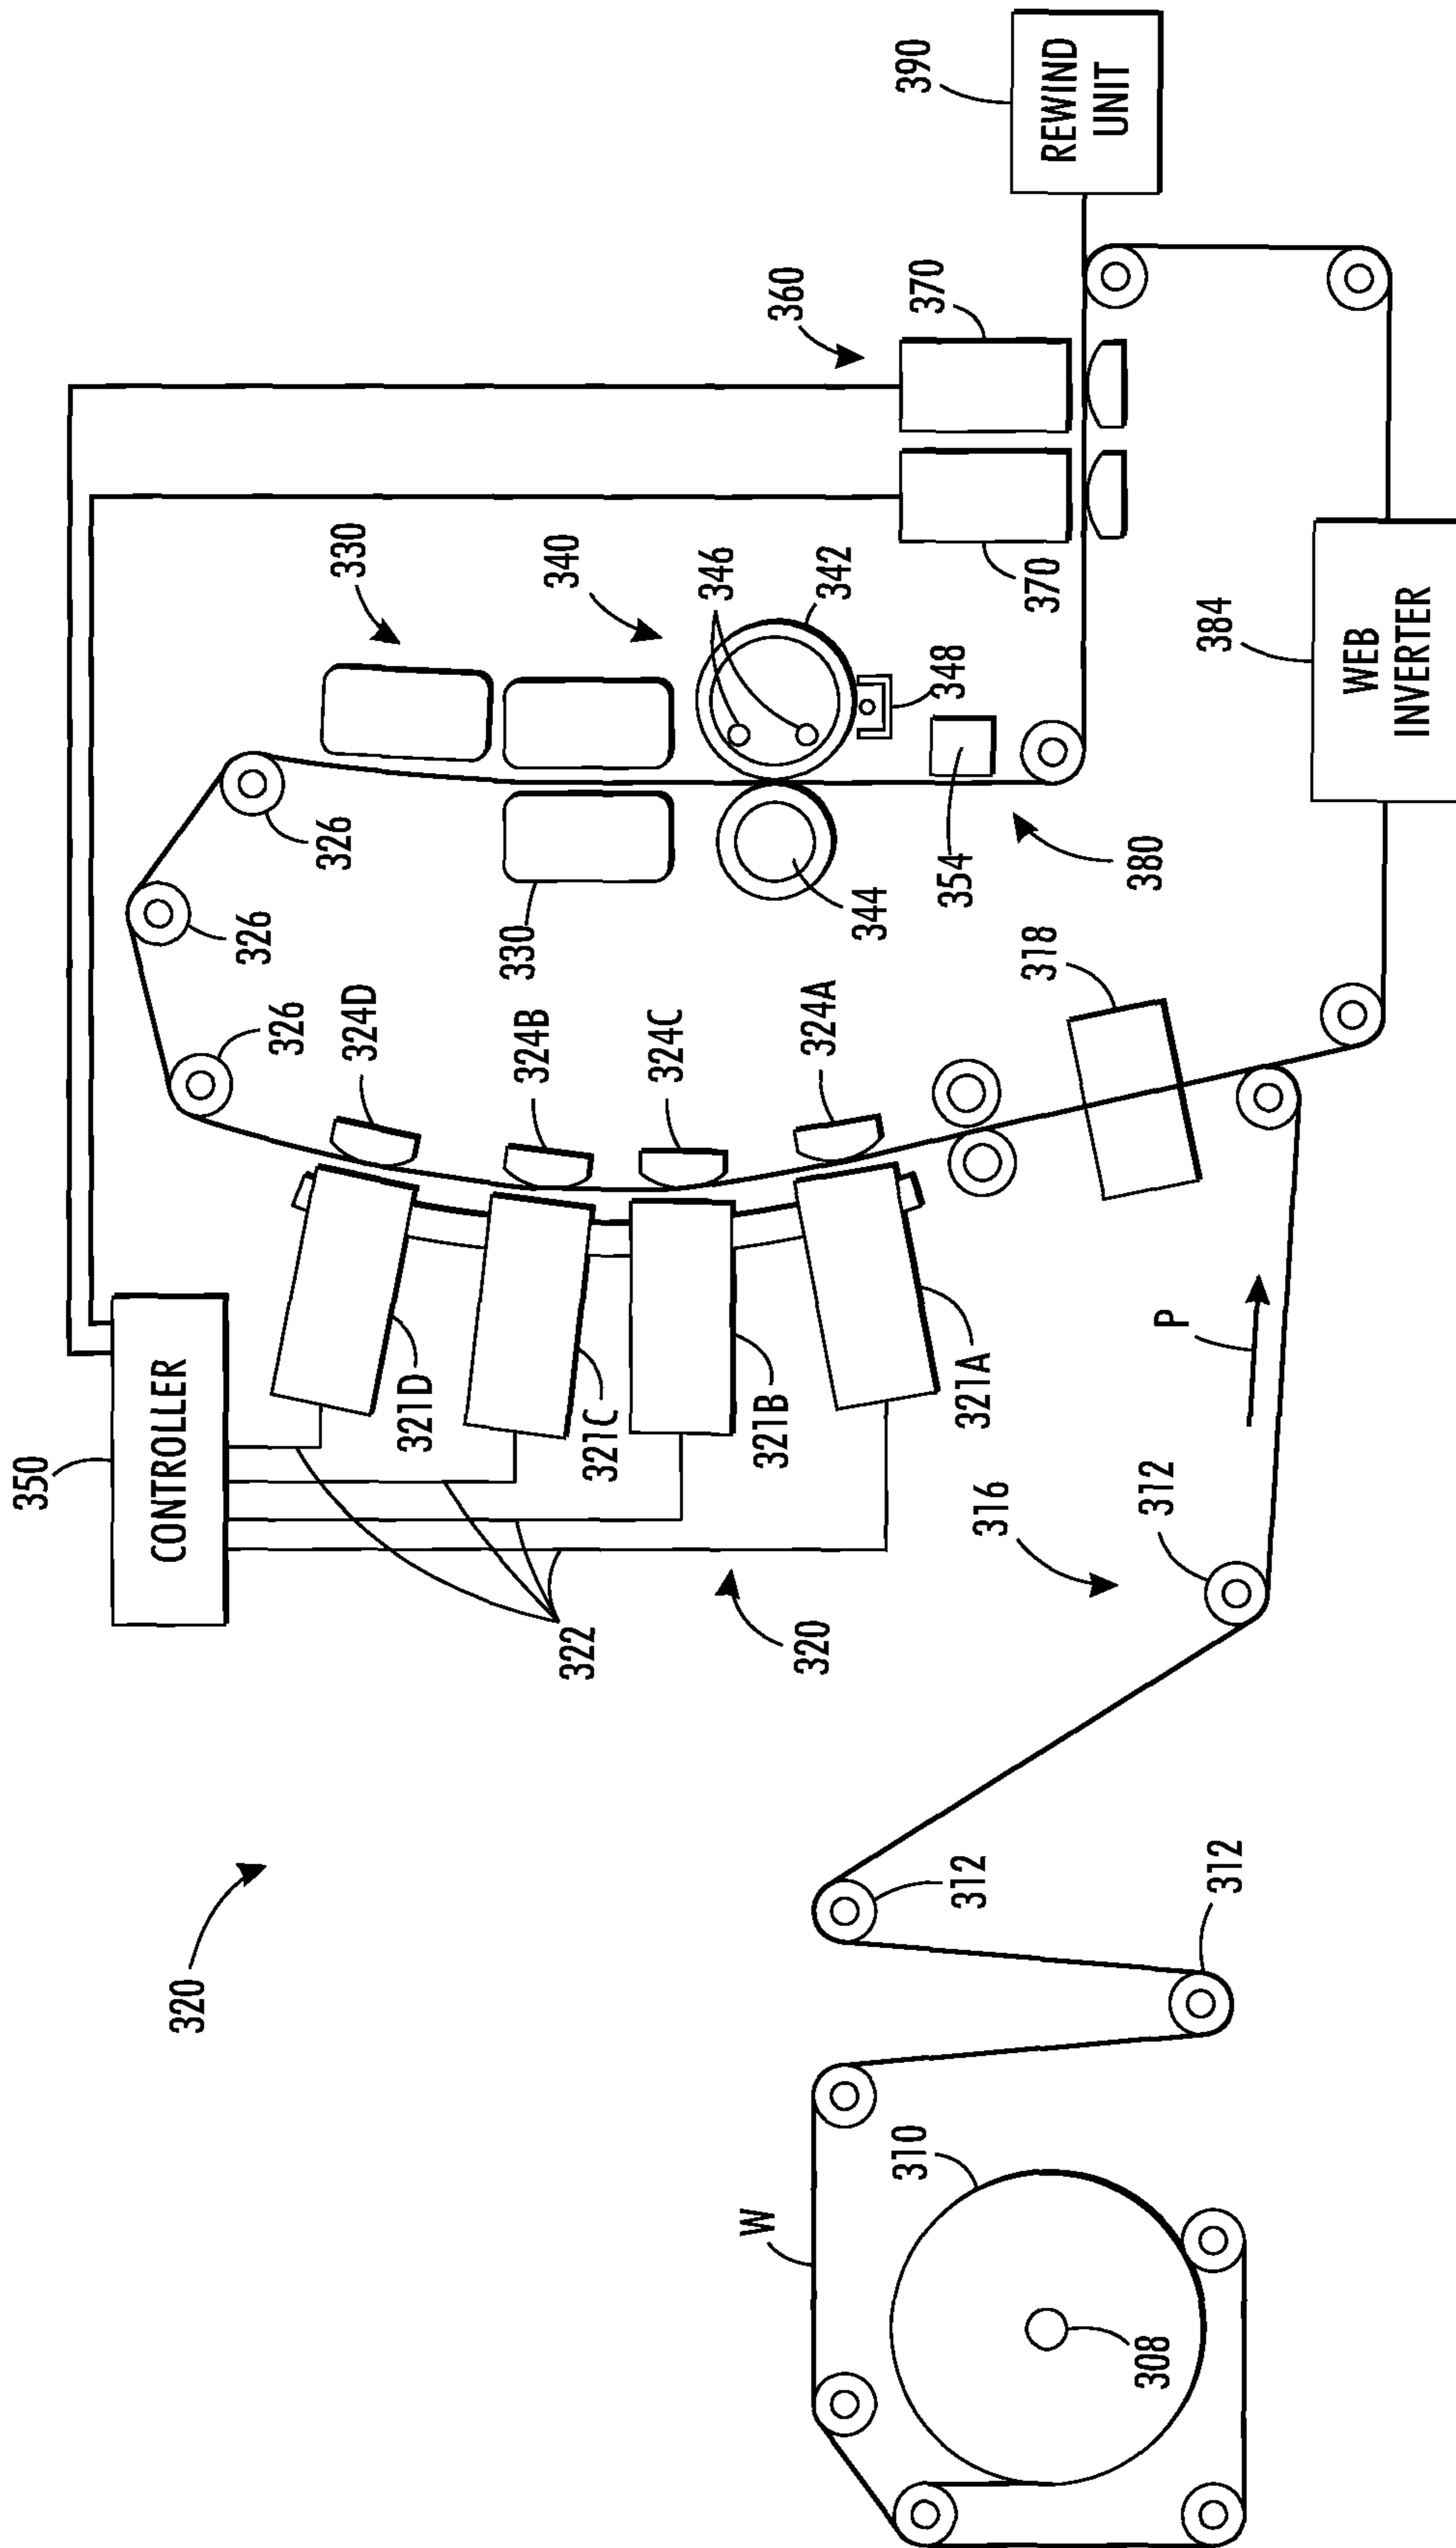 350
CONTROLLER
390
REWIND
UNIT
360
370
370
330
340
346
342
348
354
380
344
330
326
326
326
324D
324B
324C
324A
318
384
WEB
INVERTER
321D
321C
321B
321A
322
320
P
316
312
320
312
312
W
310
308